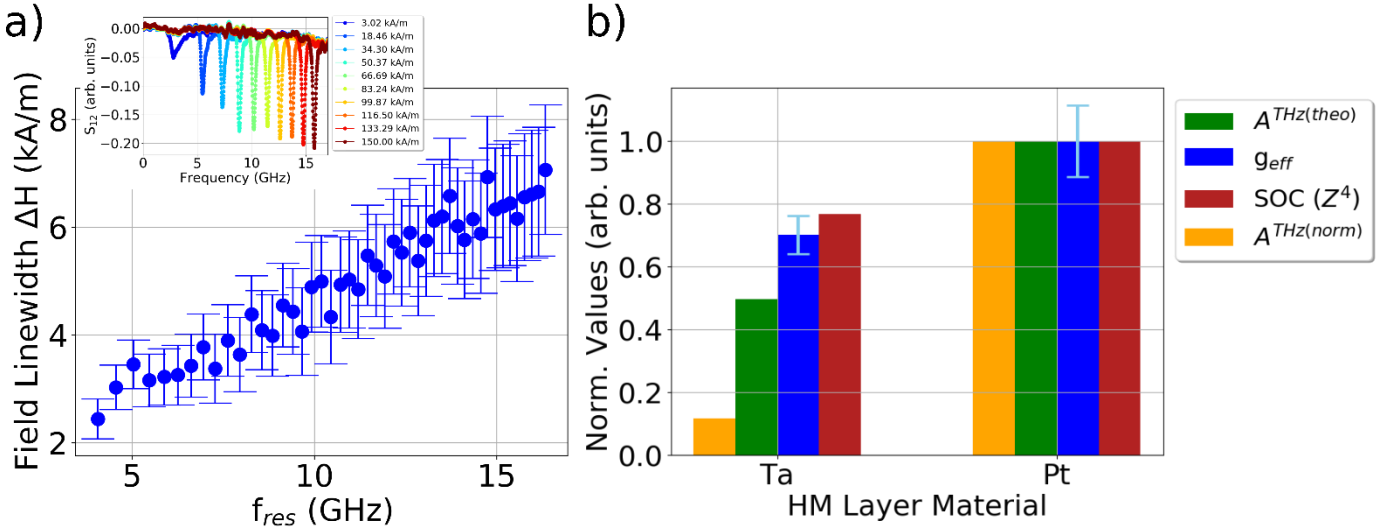 a)
0.00
−0.05
−0.10
−0.15
−0.20
S12 (arb. units)
0
5
10
15
Frequency (GHz)
3.02 kA/m
18.46 kA/m
34.30 kA/m
50.37 kA/m
66.69 kA/m
83.24 kA/m
99.87 kA/m
116.50 kA/m
133.29 kA/m
150.00 kA/m
Field Linewidth ΔH (kA/m)
8
6
4
2
5
10
15
fres (GHz)
b)
Norm. Values (arb. units)
1.0
0.8
0.6
0.4
0.2
0.0
Ta
Pt
HM Layer Material
A^THz(theo)
geff
SOC (Z^4)
A^THz(norm)